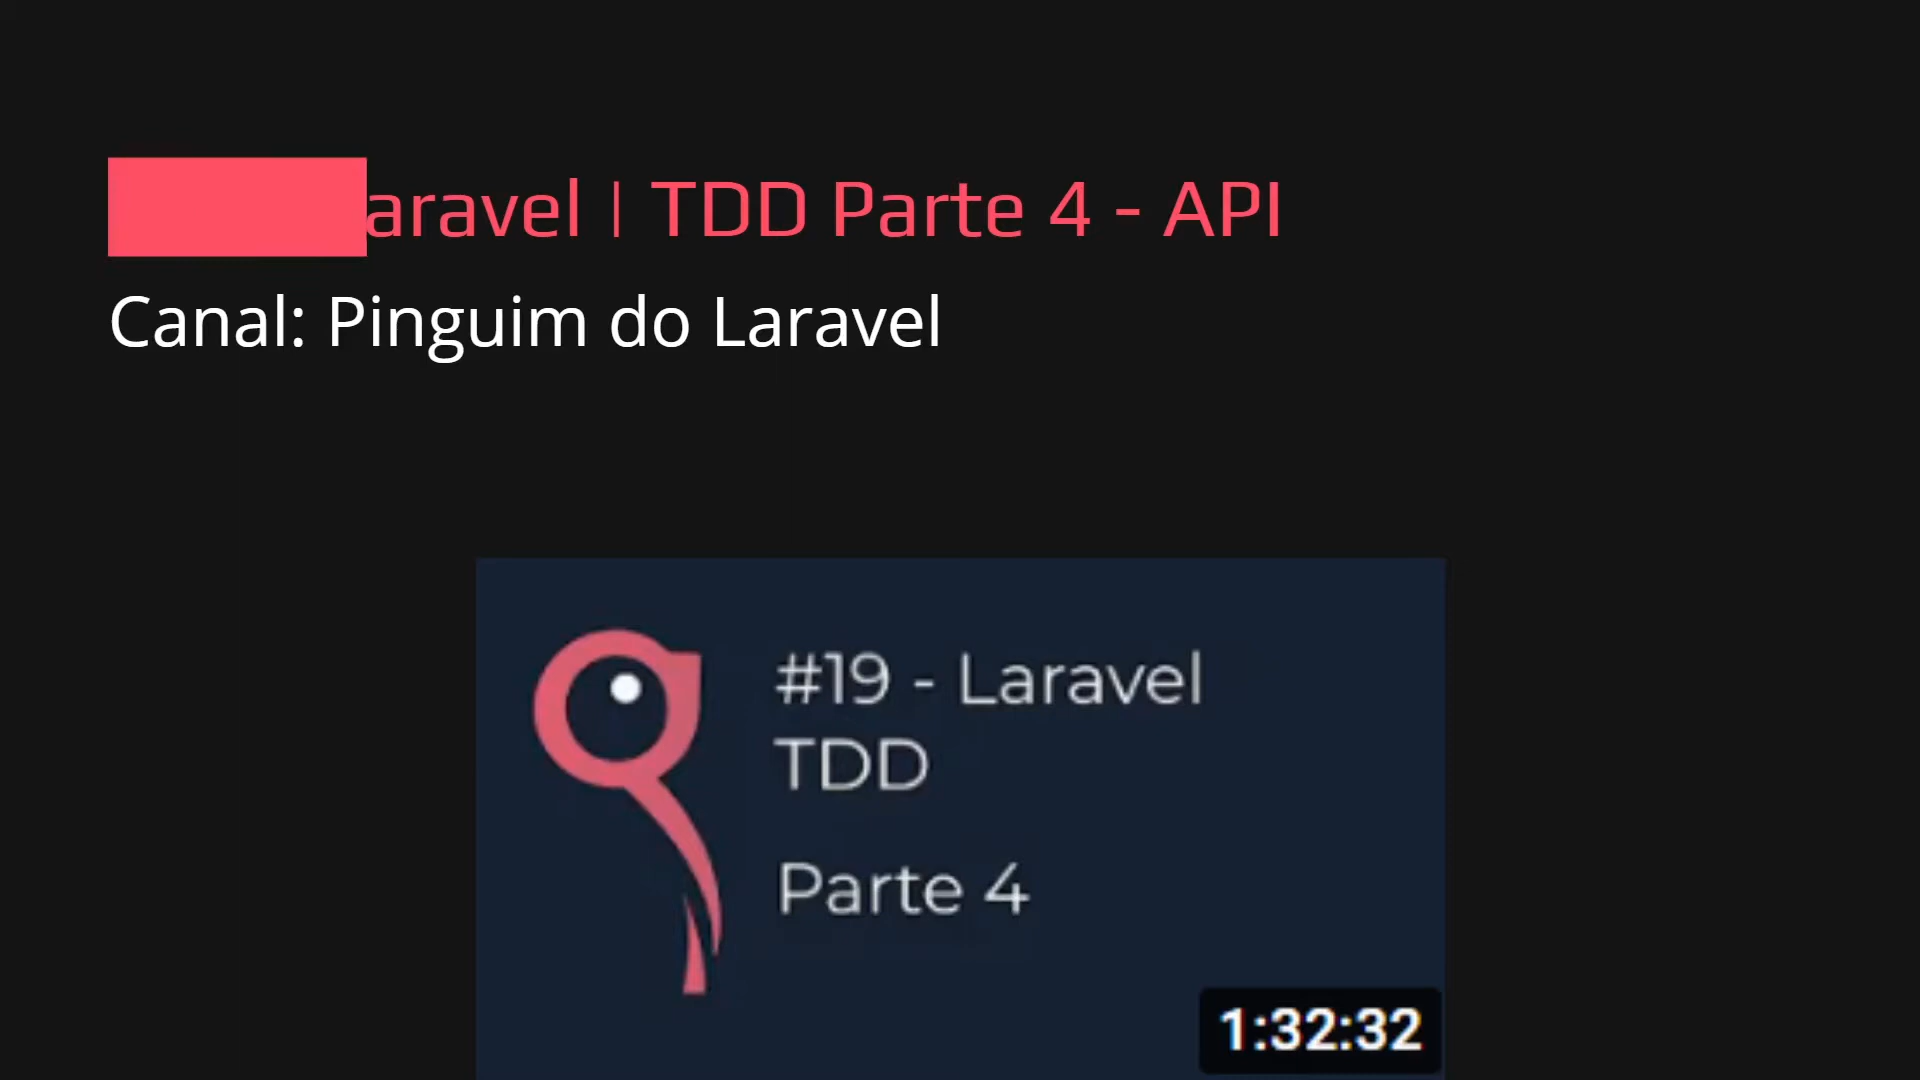 aravel | TDD Parte 4 - API
Canal: Pinguim do Laravel
#19 - Laravel
TDD
Parte 4
1:32:32